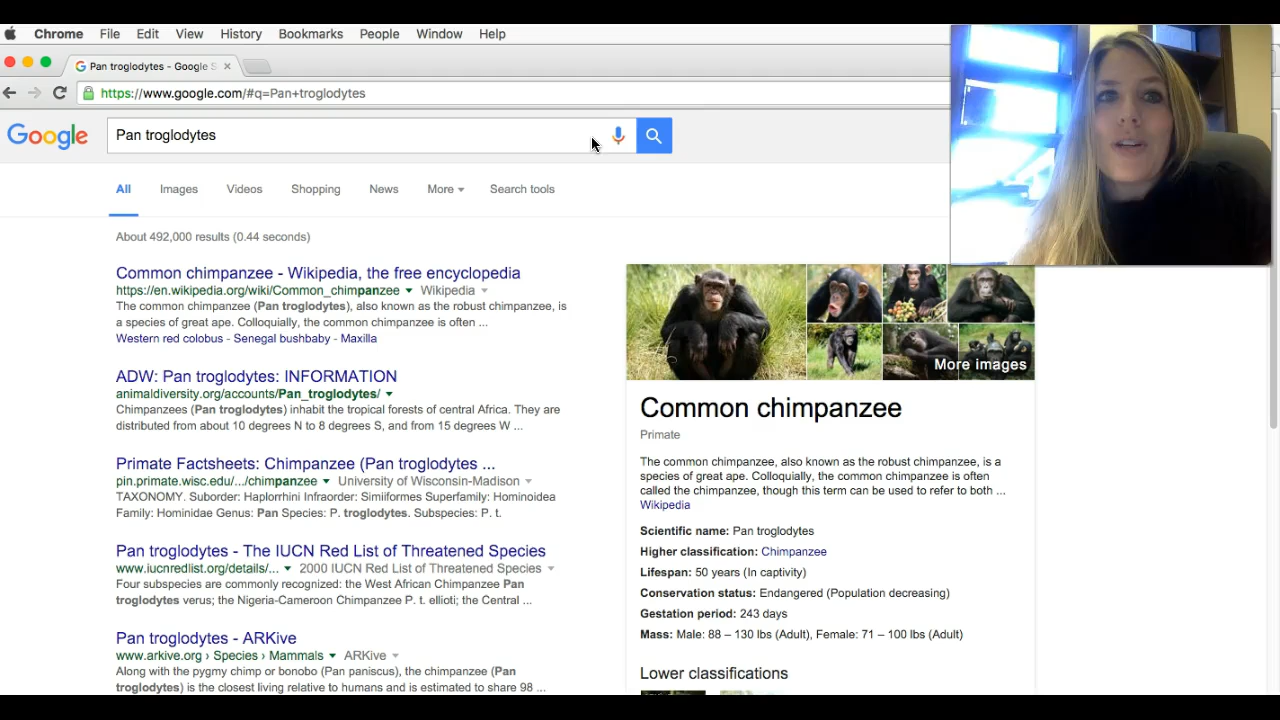 Chrome File Edit View History Bookmarks People Window Help
Pan troglodytes - Google S ×
https://www.google.com/#q=Pan+troglodytes
Google Pan troglodytes
All Images Videos Shopping News More Search tools
About 492,000 results (0.44 seconds)
Common chimpanzee - Wikipedia, the free encyclopedia
https://en.wikipedia.org/wiki/Common_chimpanzee Wikipedia
The common chimpanzee (Pan troglodytes), also known as the robust chimpanzee, is
a species of great ape. Colloquially, the common chimpanzee is often ...
Western red colobus - Senegal bushbaby - Maxilla
ADW: Pan troglodytes: INFORMATION
animaldiversity.org/accounts/Pan_troglodytes/
Chimpanzees (Pan troglodytes) inhabit the tropical forests of central Africa. They are
distributed from about 10 degrees N to 8 degrees S, and from 15 degrees W ...
Primate Factsheets: Chimpanzee (Pan troglodytes ...
pin.primate.wisc.edu/.../chimpanzee University of Wisconsin-Madison
TAXONOMY. Suborder: Haplorrhini Infraorder: Simiiformes Superfamily: Hominoidea
Family: Hominidae Genus: Pan Species: P. troglodytes. Subspecies: P. t.
Pan troglodytes - The IUCN Red List of Threatened Species
www.iucnredlist.org/details/... 2000 IUCN Red List of Threatened Species
Four subspecies are commonly recognized: the West African Chimpanzee Pan
troglodytes verus; the Nigeria-Cameroon Chimpanzee P. t. ellioti; the Central ...
Pan troglodytes - ARKive
www.arkive.org › Species › Mammals ARKive
Along with the pygmy chimp or bonobo (Pan paniscus), the chimpanzee (Pan
troglodytes) is the closest living relative to humans and is estimated to share 98 ...
More images
Common chimpanzee
Primate
The common chimpanzee, also known as the robust chimpanzee, is a
species of great ape. Colloquially, the common chimpanzee is often
called the chimpanzee, though this term can be used to refer to both ...
Wikipedia
Scientific name: Pan troglodytes
Higher classification: Chimpanzee
Lifespan: 50 years (In captivity)
Conservation status: Endangered (Population decreasing)
Gestation period: 243 days
Mass: Male: 88 – 130 lbs (Adult), Female: 71 – 100 lbs (Adult)
Lower classifications